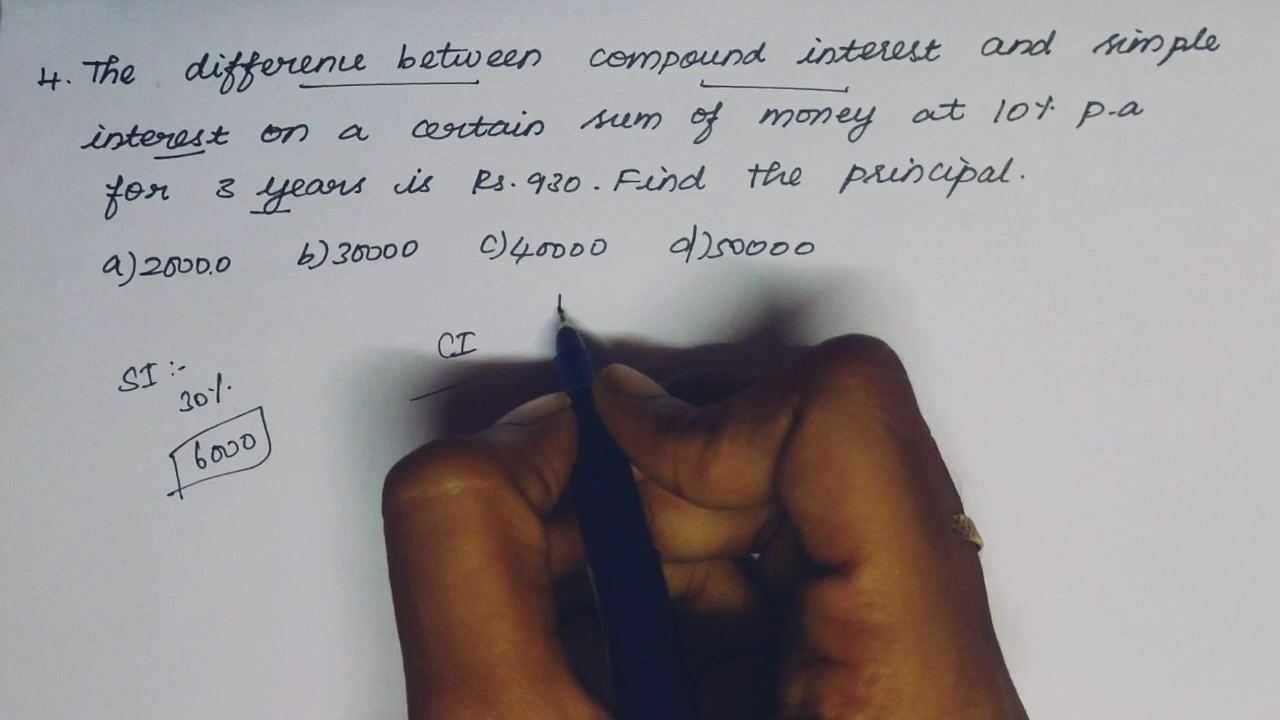 4. The difference between compound interest and simple
interest on a certain sum of money at 10% p.a
for 3 years is Rs. 930. Find the principal.
a)20000 b)30000 c)40000 d)50000
SI :- CI
30%
6000